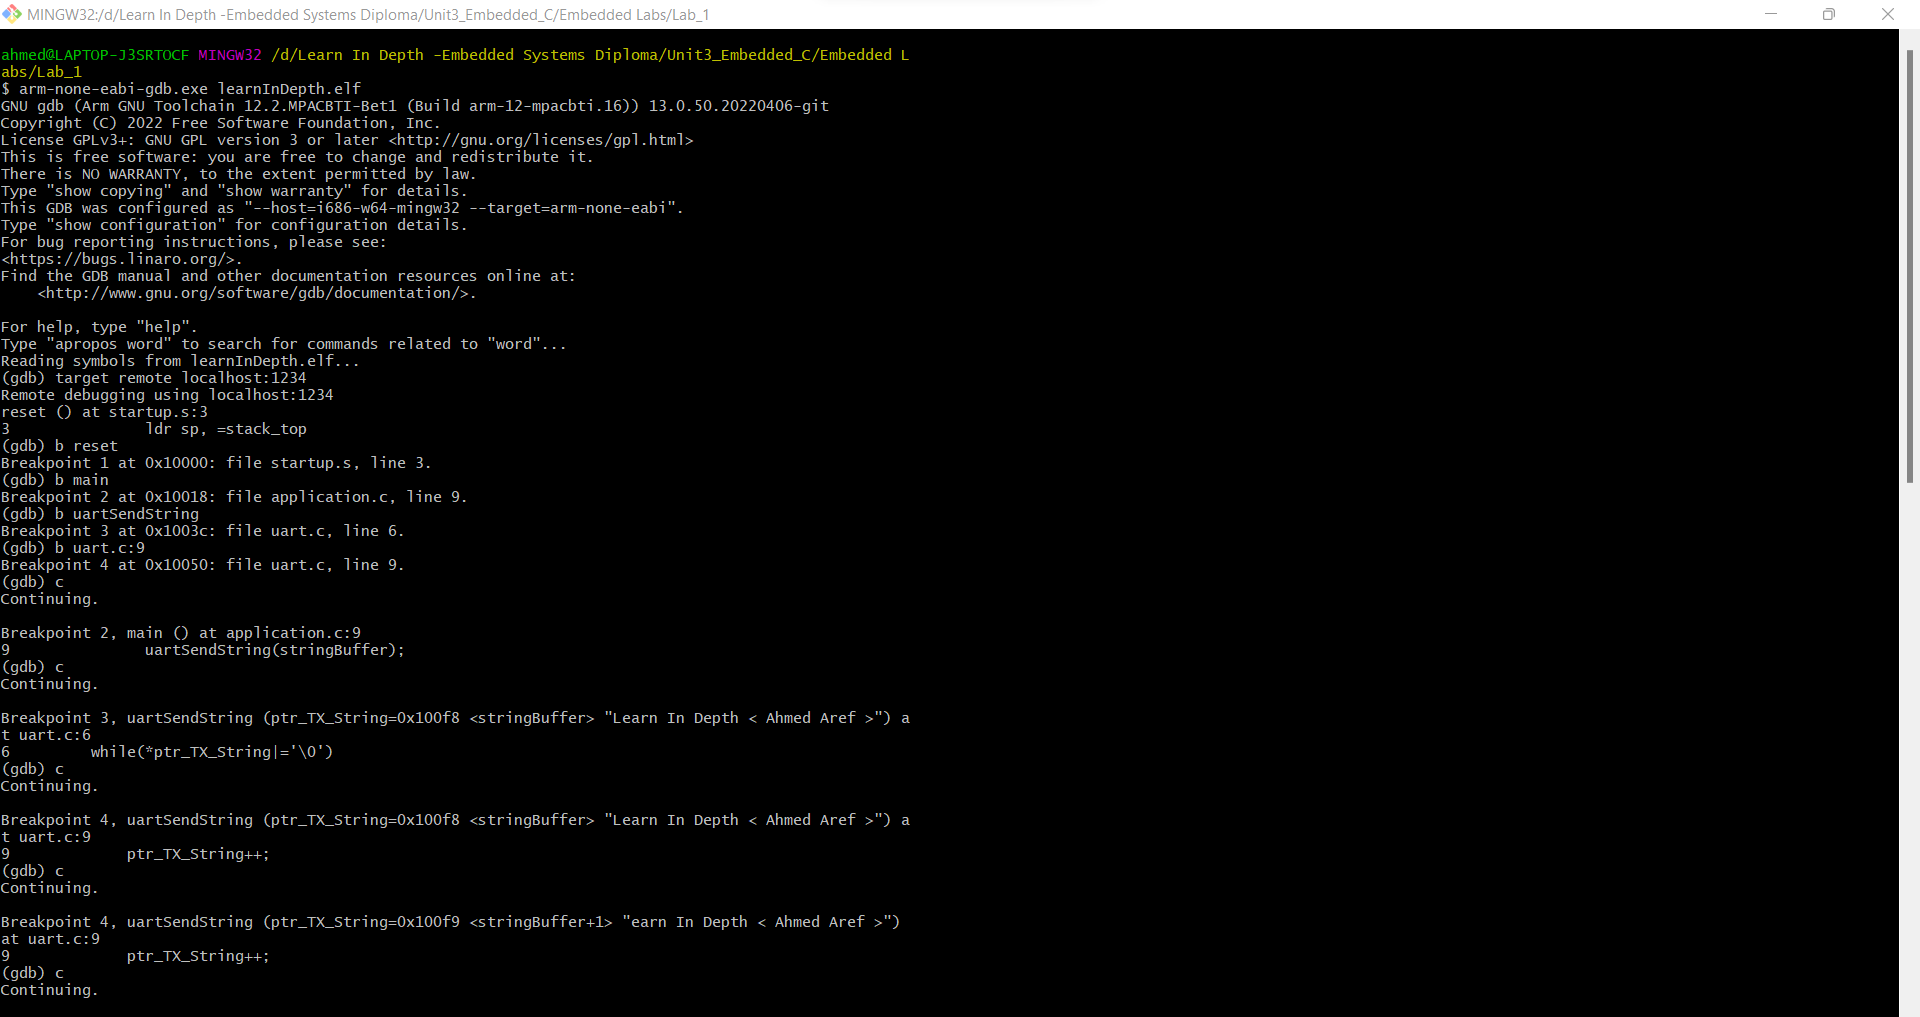 MINGW32:/d/Learn In Depth -Embedded Systems Diploma/Unit3_Embedded_C/Embedded Labs/Lab_1
ahmed@LAPTOP-J3SRTOCF MINGW32 /d/Learn In Depth -Embedded Systems Diploma/Unit3_Embedded_C/Embedded L
abs/Lab_1
$ arm-none-eabi-gdb.exe learnInDepth.elf
GNU gdb (Arm GNU Toolchain 12.2.MPACBTI-Bet1 (Build arm-12-mpacbti.16)) 13.0.50.20220406-git
Copyright (C) 2022 Free Software Foundation, Inc.
License GPLv3+: GNU GPL version 3 or later <http://gnu.org/licenses/gpl.html>
This is free software: you are free to change and redistribute it.
There is NO WARRANTY, to the extent permitted by law.
Type "show copying" and "show warranty" for details.
This GDB was configured as "--host=i686-w64-mingw32 --target=arm-none-eabi".
Type "show configuration" for configuration details.
For bug reporting instructions, please see:
<https://bugs.linaro.org/>.
Find the GDB manual and other documentation resources online at:
    <http://www.gnu.org/software/gdb/documentation/>.

For help, type "help".
Type "apropos word" to search for commands related to "word"...
Reading symbols from learnInDepth.elf...
(gdb) target remote localhost:1234
Remote debugging using localhost:1234
reset () at startup.s:3
3               ldr sp, =stack_top
(gdb) b reset
Breakpoint 1 at 0x10000: file startup.s, line 3.
(gdb) b main
Breakpoint 2 at 0x10018: file application.c, line 9.
(gdb) b uartSendString
Breakpoint 3 at 0x1003c: file uart.c, line 6.
(gdb) b uart.c:9
Breakpoint 4 at 0x10050: file uart.c, line 9.
(gdb) c
Continuing.

Breakpoint 2, main () at application.c:9
9               uartSendString(stringBuffer);
(gdb) c
Continuing.

Breakpoint 3, uartSendString (ptr_TX_String=0x100f8 <stringBuffer> "Learn In Depth < Ahmed Aref >") a
t uart.c:6
6         while(*ptr_TX_String|='\0')
(gdb) c
Continuing.

Breakpoint 4, uartSendString (ptr_TX_String=0x100f8 <stringBuffer> "Learn In Depth < Ahmed Aref >") a
t uart.c:9
9             ptr_TX_String++;
(gdb) c
Continuing.

Breakpoint 4, uartSendString (ptr_TX_String=0x100f9 <stringBuffer+1> "earn In Depth < Ahmed Aref >")
at uart.c:9
9             ptr_TX_String++;
(gdb) c
Continuing.